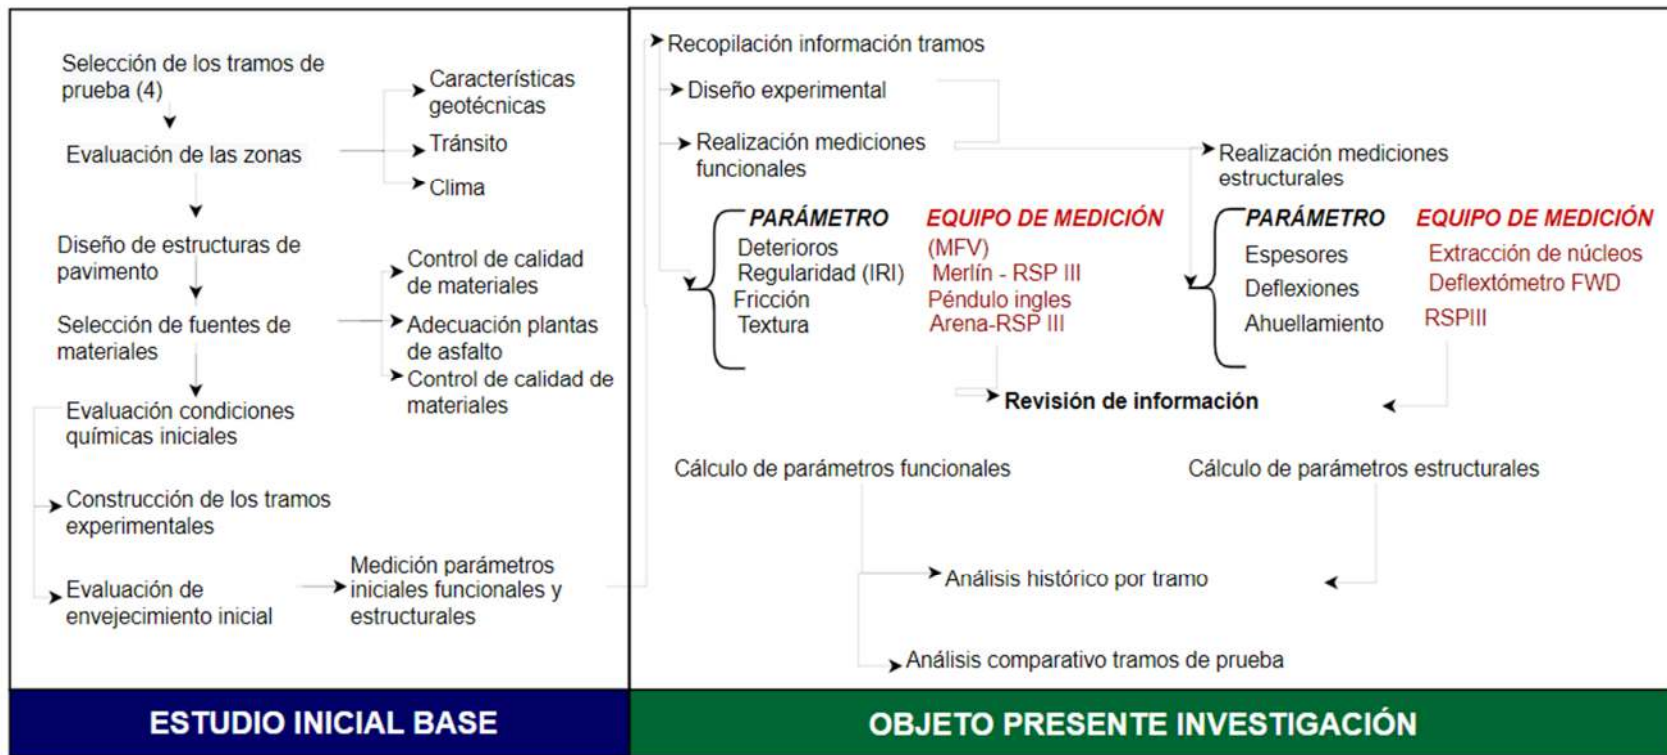 Selección de los tramos de
prueba (4)
Evaluación de las zonas
Características
geotécnicas
Tránsito
Clima
Diseño de estructuras de
pavimento
Selección de fuentes de
materiales
Control de calidad
de materiales
Adecuación plantas
de asfalto
Control de calidad de
materiales
Evaluación condiciones
químicas iniciales
Construcción de los tramos
experimentales
Evaluación de
envejecimiento inicial
Medición parámetros
iniciales funcionales y
estructurales
ESTUDIO INICIAL BASE
Recopilación información tramos
Diseño experimental
Realización mediciones
funcionales
PARÁMETRO EQUIPO DE MEDICIÓN
Deterioros (MFV)
Regularidad (IRI) Merlín - RSP III
Fricción Péndulo ingles
Textura Arena-RSP III
Realización mediciones
estructurales
PARÁMETRO EQUIPO DE MEDICIÓN
Espesores Extracción de núcleos
Deflexiones Deflextómetro FWD
Ahuellamiento RSPIII
Revisión de información
Cálculo de parámetros funcionales
Cálculo de parámetros estructurales
Análisis histórico por tramo
Análisis comparativo tramos de prueba
OBJETO PRESENTE INVESTIGACIÓN